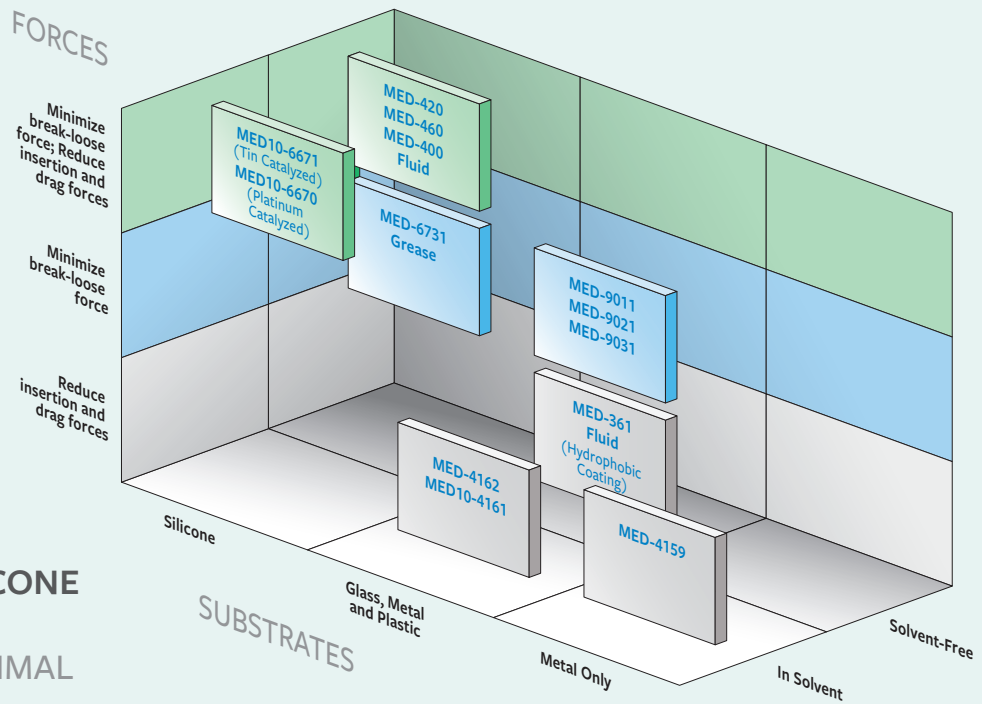 FORCES
Minimize
break-loose
force; Reduce
insertion and
drag forces
Minimize
break-loose
force
Reduce
insertion and
drag forces
MED10-6671
(Tin Catalyzed)
MED10-6670
(Platinum
Catalyzed)
MED-420
MED-460
MED-400
Fluid
MED-6731
Grease
MED-9011
MED-9021
MED-9031
MED-361
Fluid
(Hydrophobic
Coating)
MED-4162
MED10-4161
MED-4159
Silicone
Glass, Metal
and Plastic
Metal Only
SUBSTRATES
In Solvent
Solvent-Free
CONE
IMAL